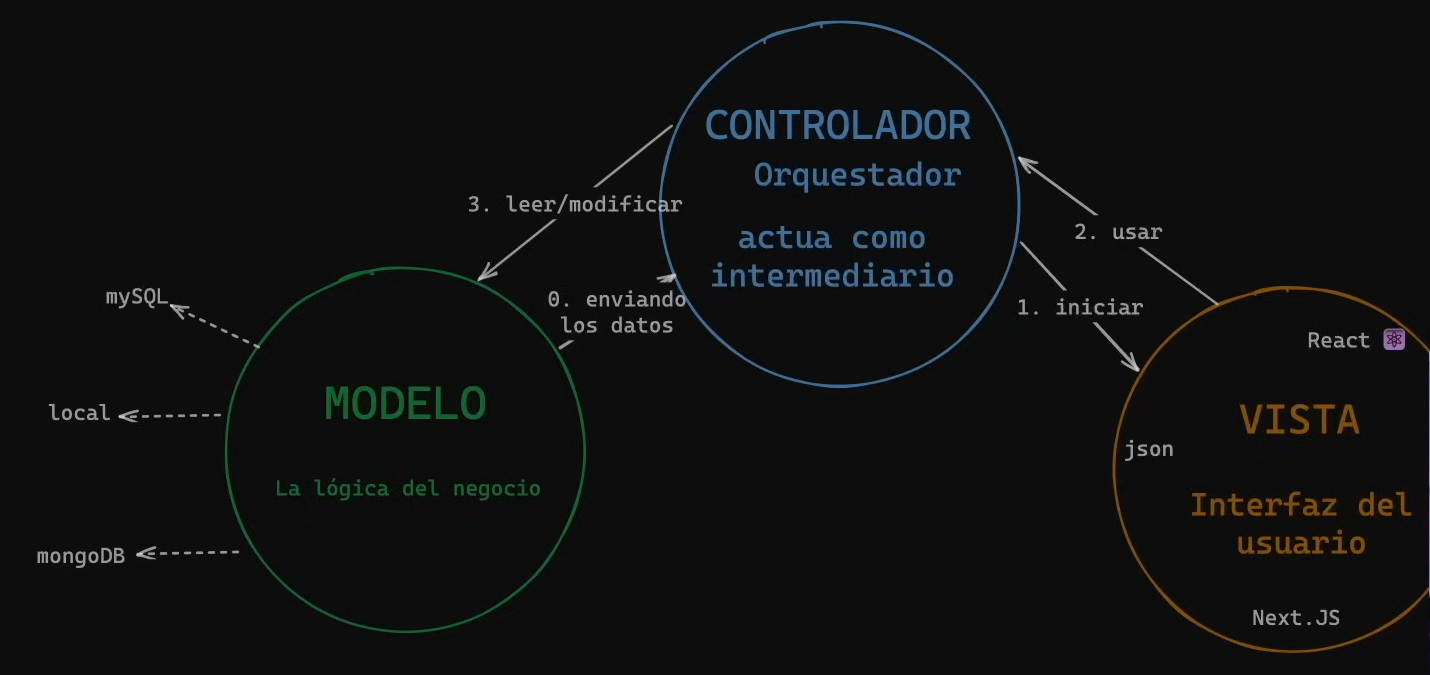 CONTROLADOR
Orquestador
actua como
intermediario
3. leer/modificar
2. usar
0. enviando
los datos
1. iniciar
mySQL
local
mongoDB
MODELO
La lógica del negocio
React
VISTA
json
Interfaz del
usuario
Next.JS